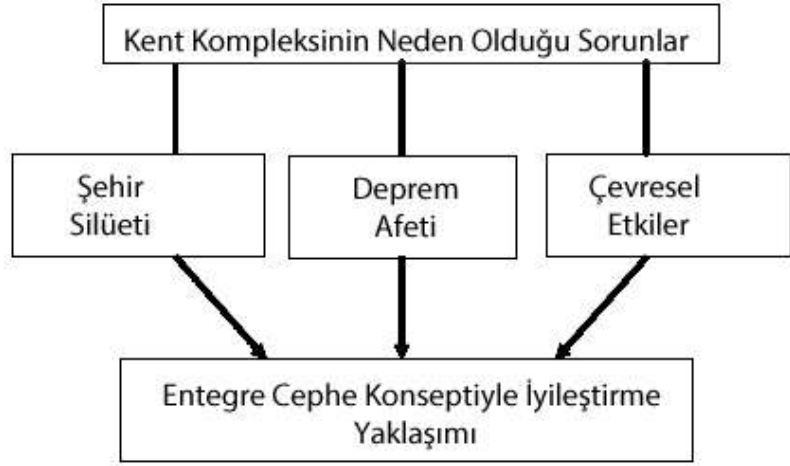 Kent Kompleksinin Neden Olduğu Sorunlar
Şehir
Silüeti
Deprem
Afeti
Çevresel
Etkiler
Entegre Cephe Konseptiyle İyileştirme
Yaklaşımı